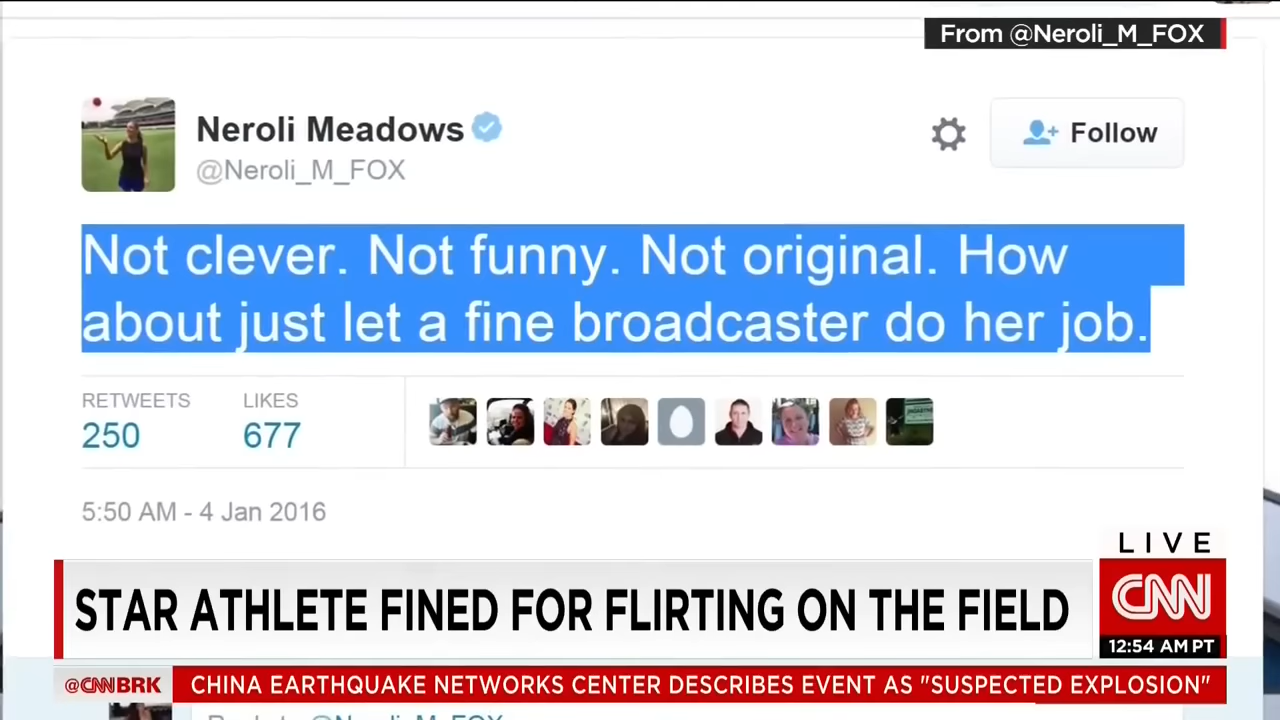 From @Neroli_M_FOX
Neroli Meadows
@Neroli_M_FOX
Follow
Not clever. Not funny. Not original. How
about just let a fine broadcaster do her job.
RETWEETS
250
LIKES
677
5:50 AM - 4 Jan 2016
LIVE
STAR ATHLETE FINED FOR FLIRTING ON THE FIELD
CNN
12:54 AM PT
@CNNBRK
CHINA EARTHQUAKE NETWORKS CENTER DESCRIBES EVENT AS "SUSPECTED EXPLOSION"
@Neroli_M_FOX